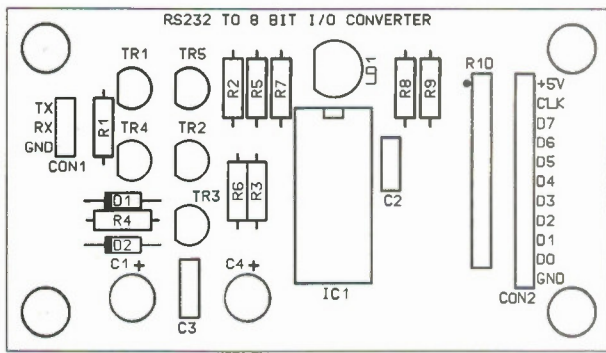 RS232 TO 8 BIT I/O CONVERTER
TR1
TR5
R2
R5
R7
LD1
R8
R9
R10
TX
RX
GND
CON1
R1
TR4
TR2
+5V
CLK
D7
D6
D5
D4
D3
D2
D1
D0
GND
CON2
D1
R4
D2
TR3
R6
R3
C2
C1 +
C3
C4 +
IC1